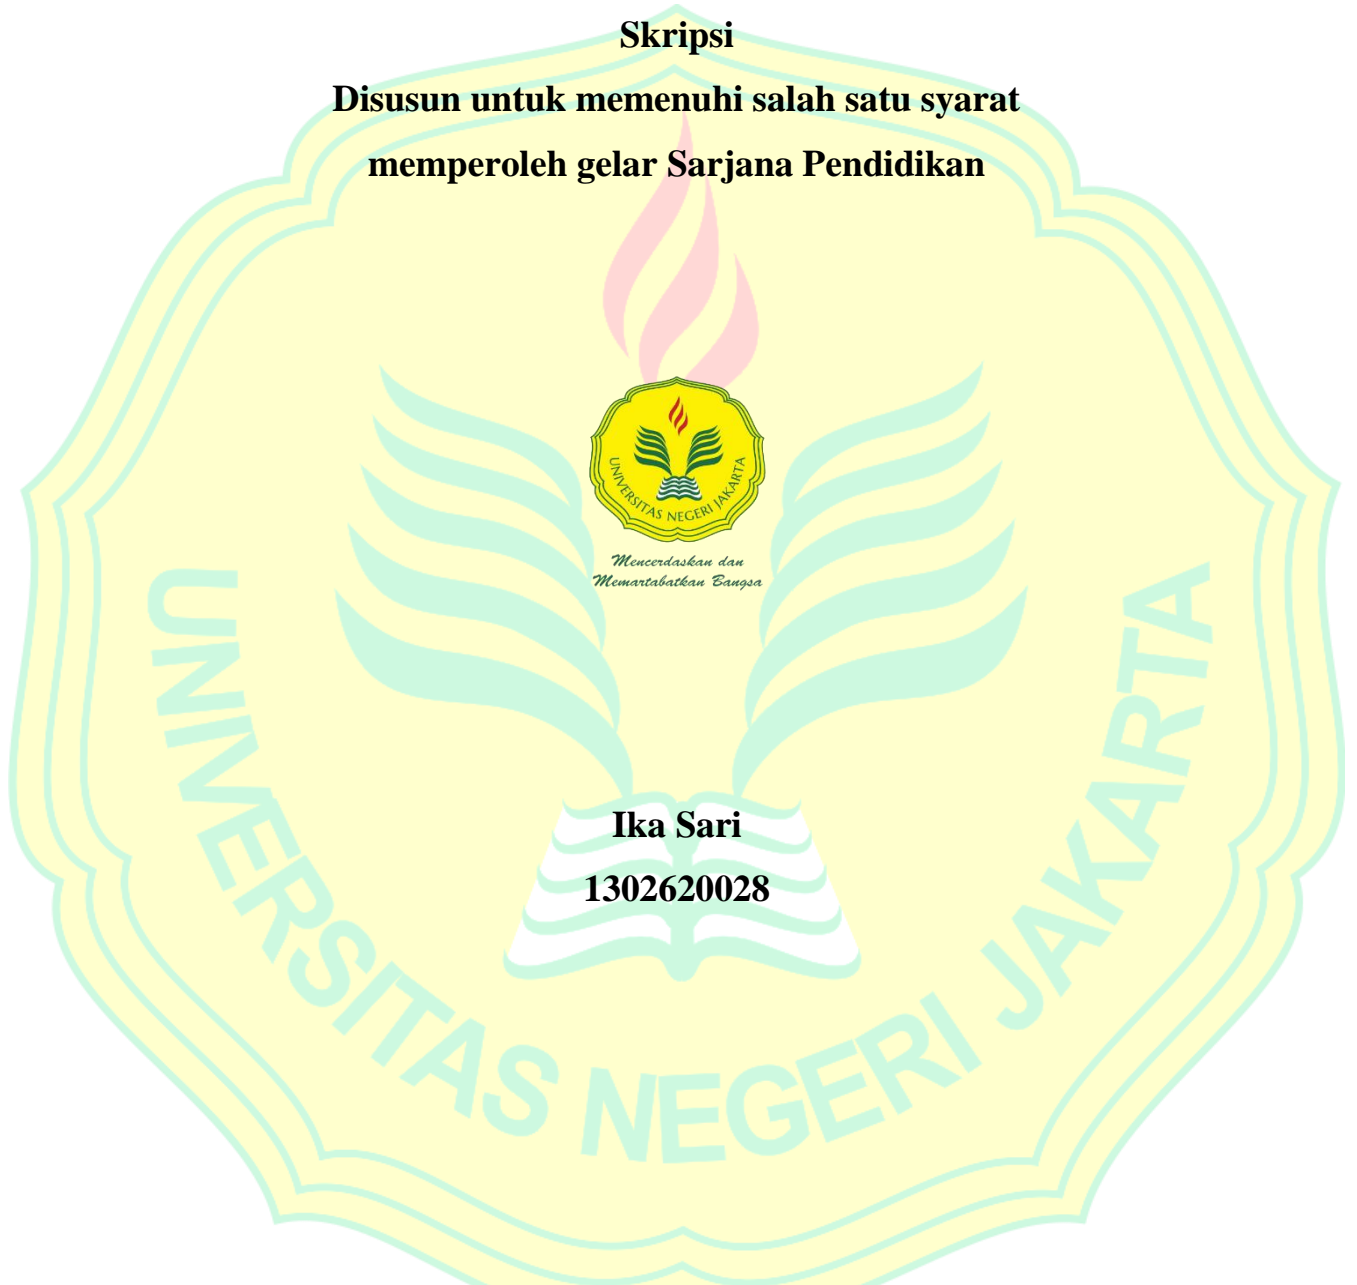 Skripsi
Disusun untuk memenuhi salah satu syarat
memperoleh gelar Sarjana Pendidikan
UNIVERSITAS NEGERI JAKARTA
Mencerdaskan dan
Memartabatkan Bangsa
Ika Sari
1302620028
UNIVERSITAS NEGERI JAKARTA